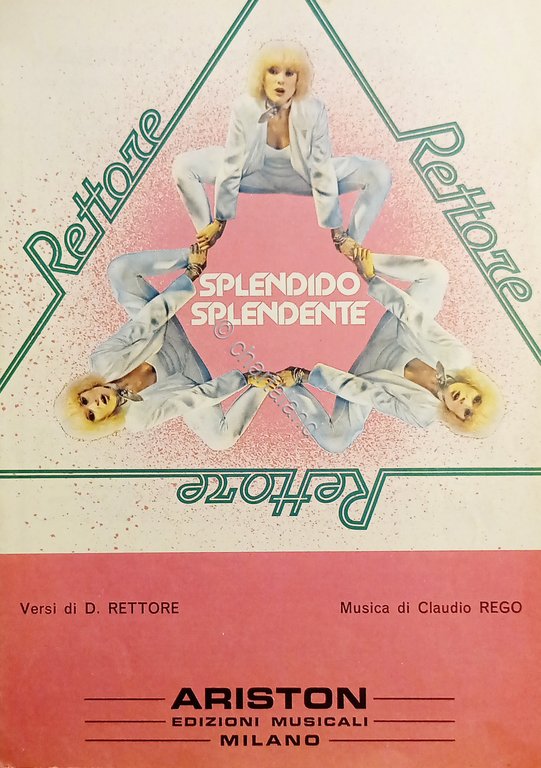 Rettore
Rettore
SPLENDIDO
SPLENDENTE
Rettore
Versi di D. RETTORE
Musica di Claudio REGO
ARISTON
EDIZIONI MUSICALI
MILANO